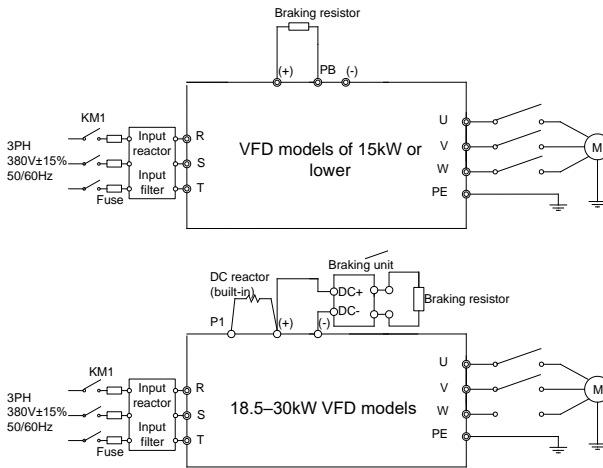 Braking resistor
(+)
PB
(-)
KM1
3PH
380V±15%
50/60Hz
Fuse
Input
reactor
Input
filter
R
S
T
VFD models of 15kW or
lower
U
V
W
PE
M
DC reactor
(built-in)
Braking unit
DC+
DC-
Braking resistor
P1
(+)
(-)
KM1
3PH
380V±15%
50/60Hz
Fuse
Input
reactor
Input
filter
R
S
T
18.5–30kW VFD models
U
V
W
PE
M